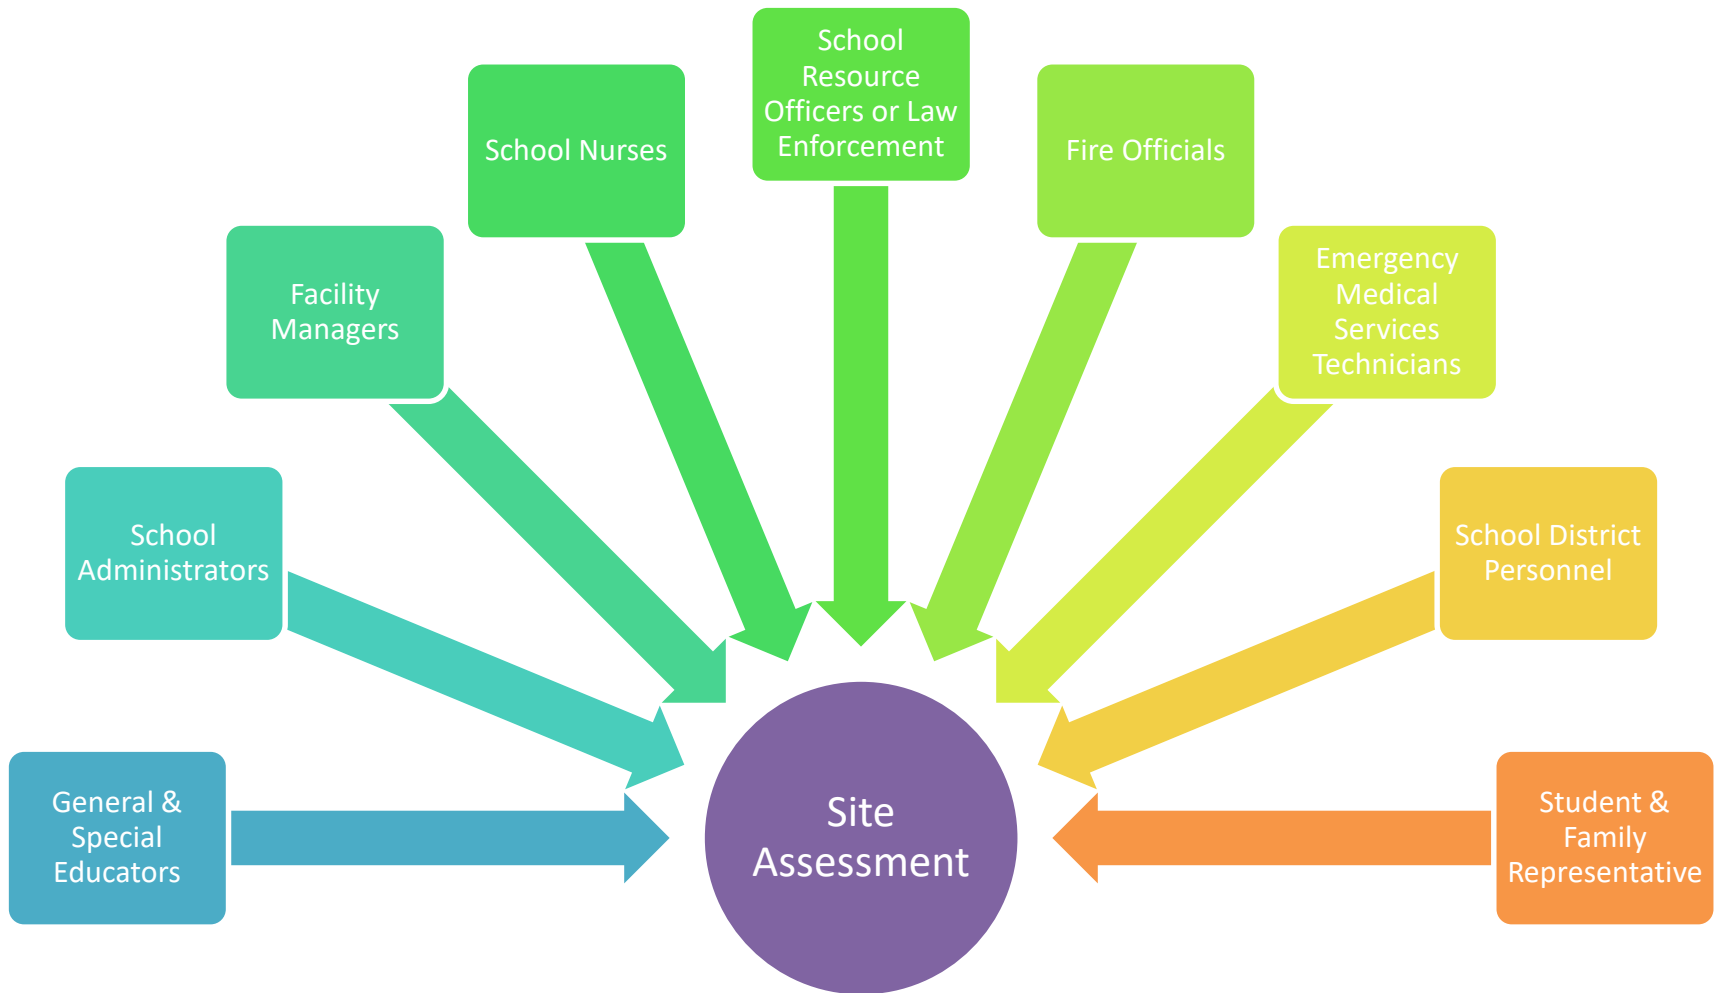 General &
Special
Educators
School
Administrators
Facility
Managers
School Nurses
School
Resource
Officers or Law
Enforcement
Fire Officials
Emergency
Medical
Services
Technicians
School District
Personnel
Student &
Family
Representative
Site
Assessment